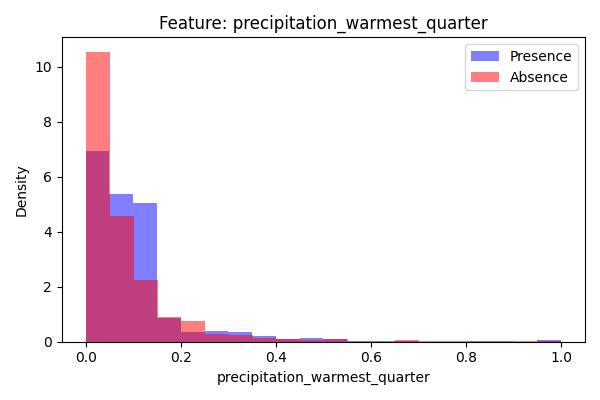 Feature: precipitation_warmest_quarter
Presence
Absence
Density
10
8
6
4
2
0
0.0 0.2 0.4 0.6 0.8 1.0
precipitation_warmest_quarter